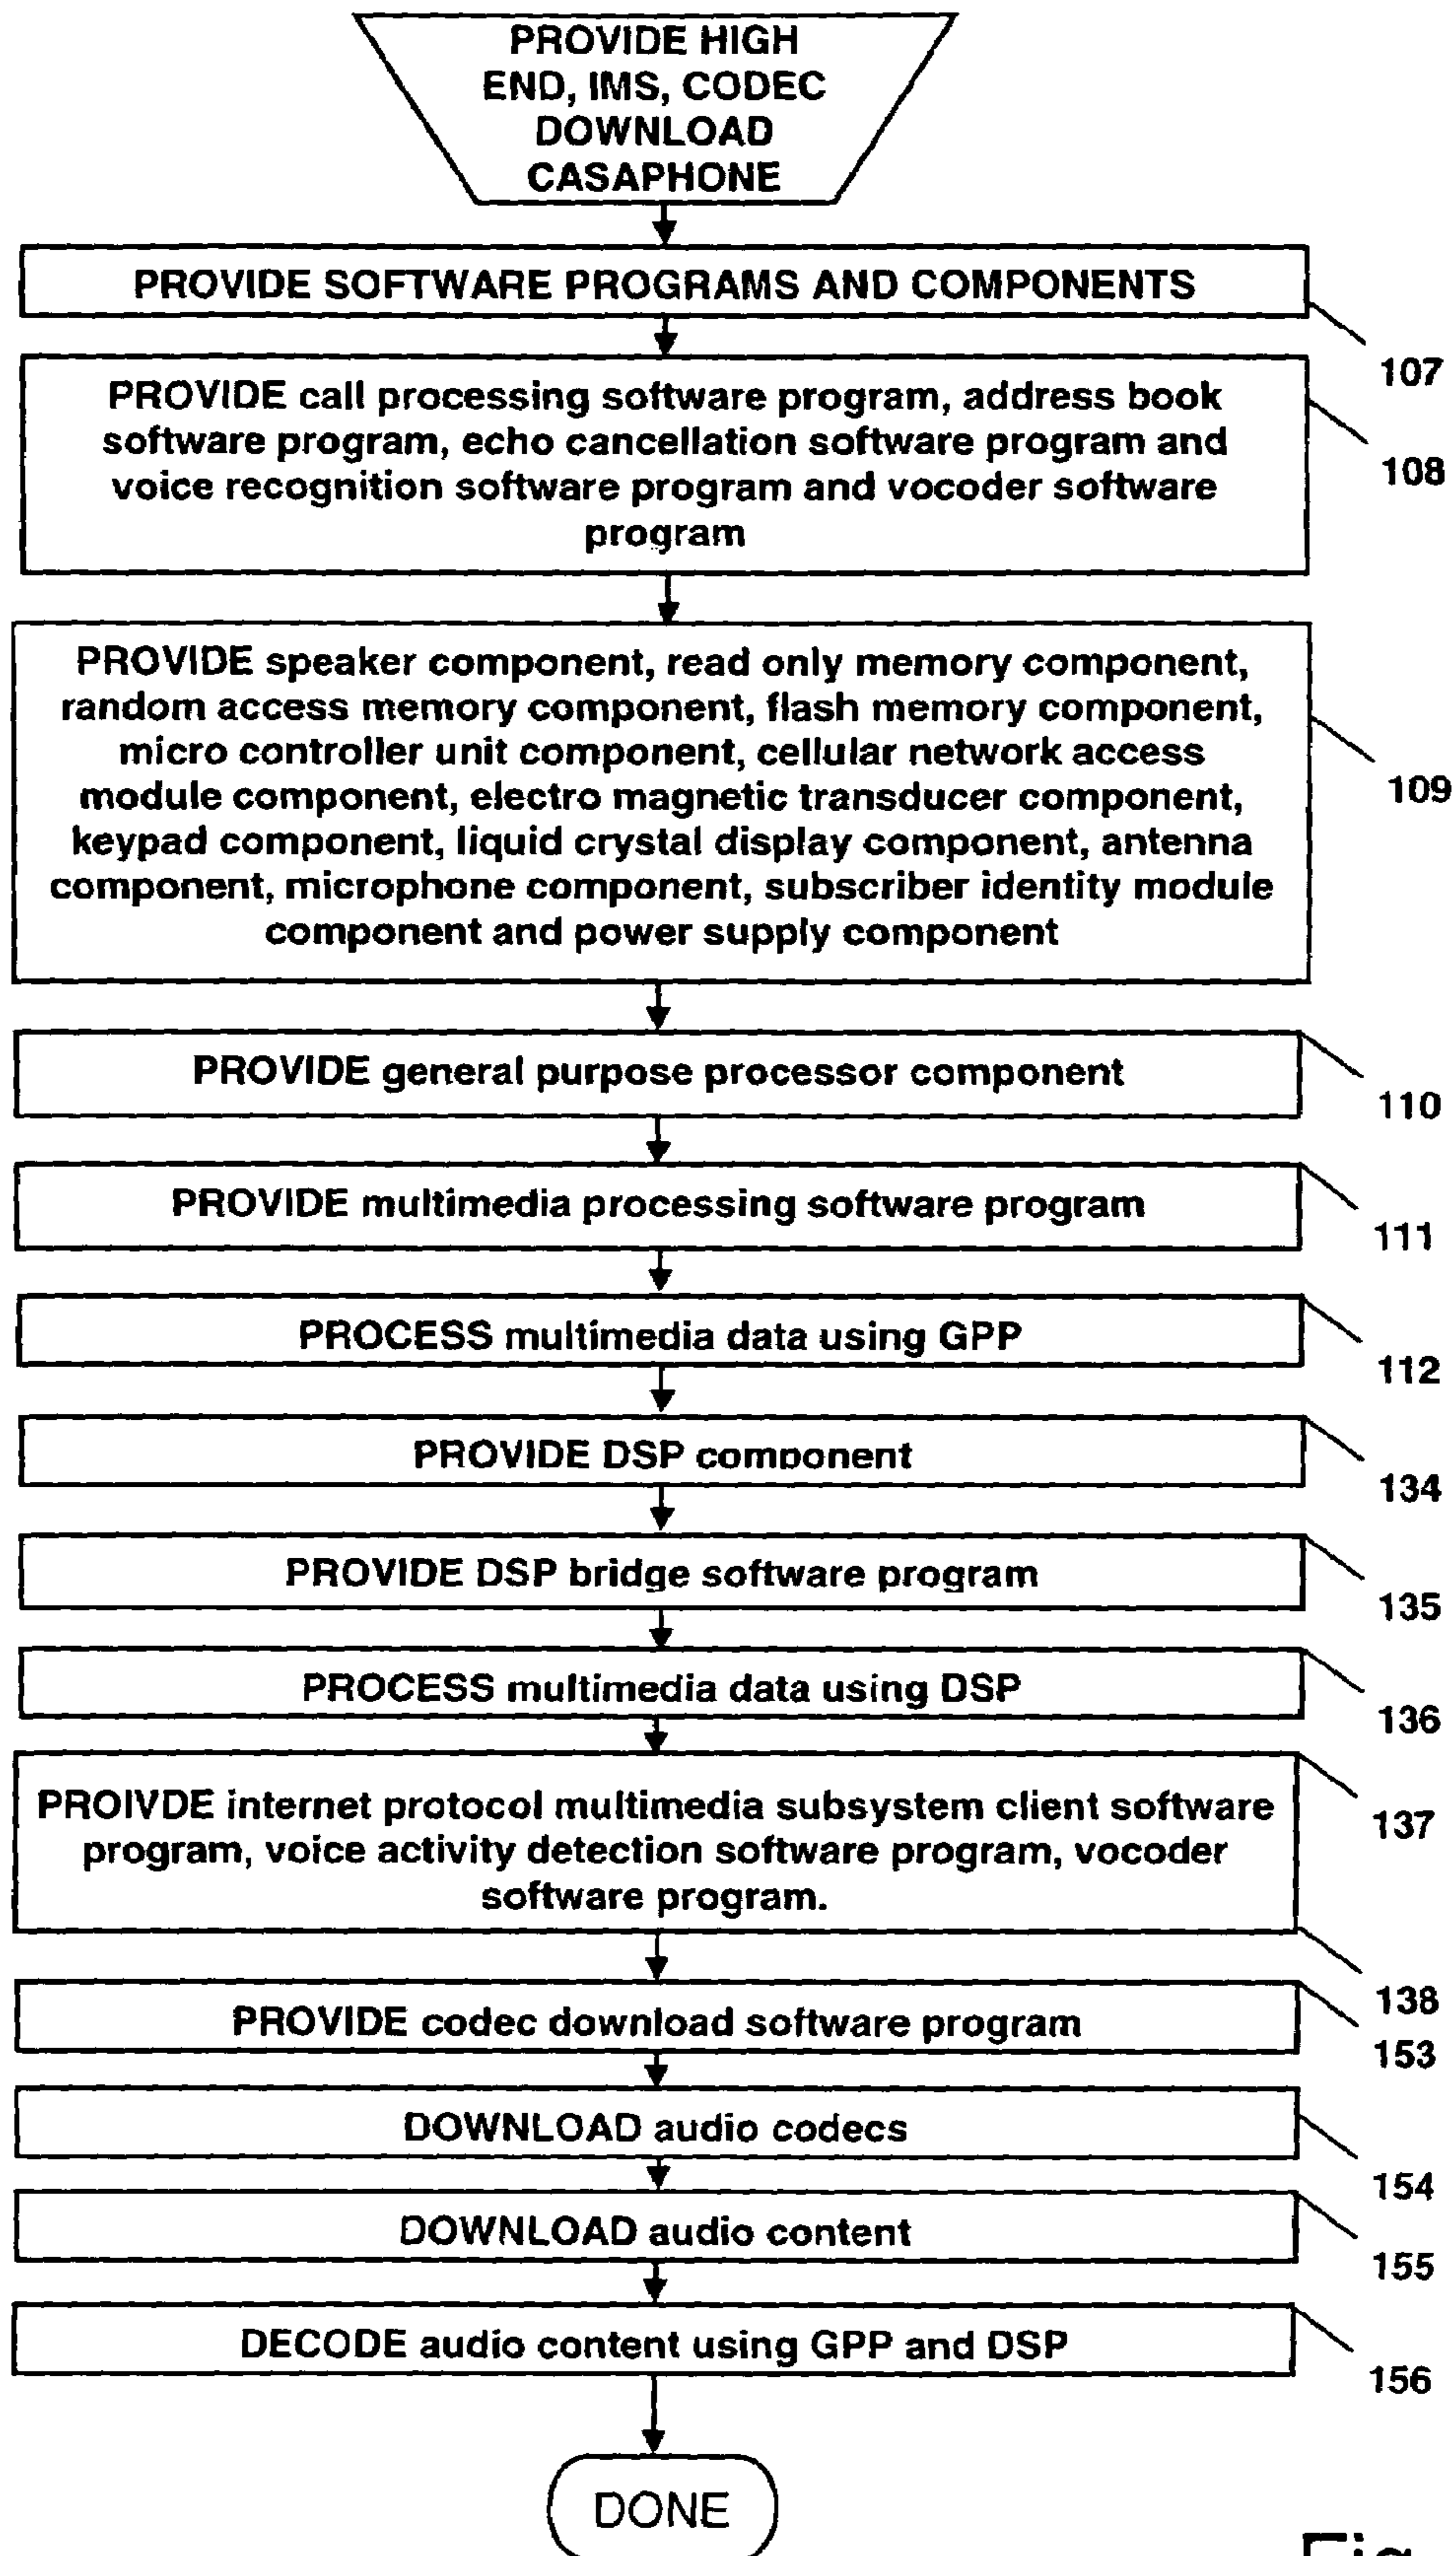 PROVIDE HIGH
END, IMS, CODEC
DOWNLOAD
CASAPHONE
PROVIDE SOFTWARE PROGRAMS AND COMPONENTS
107
PROVIDE call processing software program, address book
software program, echo cancellation software program and
voice recognition software program and vocoder software
program
108
PROVIDE speaker component, read only memory component,
random access memory component, flash memory component,
micro controller unit component, cellular network access
module component, electro magnetic transducer component,
keypad component, liquid crystal display component, antenna
component, microphone component, subscriber identity module
component and power supply component
109
PROVIDE general purpose processor component
110
PROVIDE multimedia processing software program
111
PROCESS multimedia data using GPP
112
PROVIDE DSP component
134
PROVIDE DSP bridge software program
135
PROCESS multimedia data using DSP
136
PROIVDE internet protocol multimedia subsystem client software
program, voice activity detection software program, vocoder
software program.
137
138
PROVIDE codec download software program
153
DOWNLOAD audio codecs
154
DOWNLOAD audio content
155
DECODE audio content using GPP and DSP
156
DONE